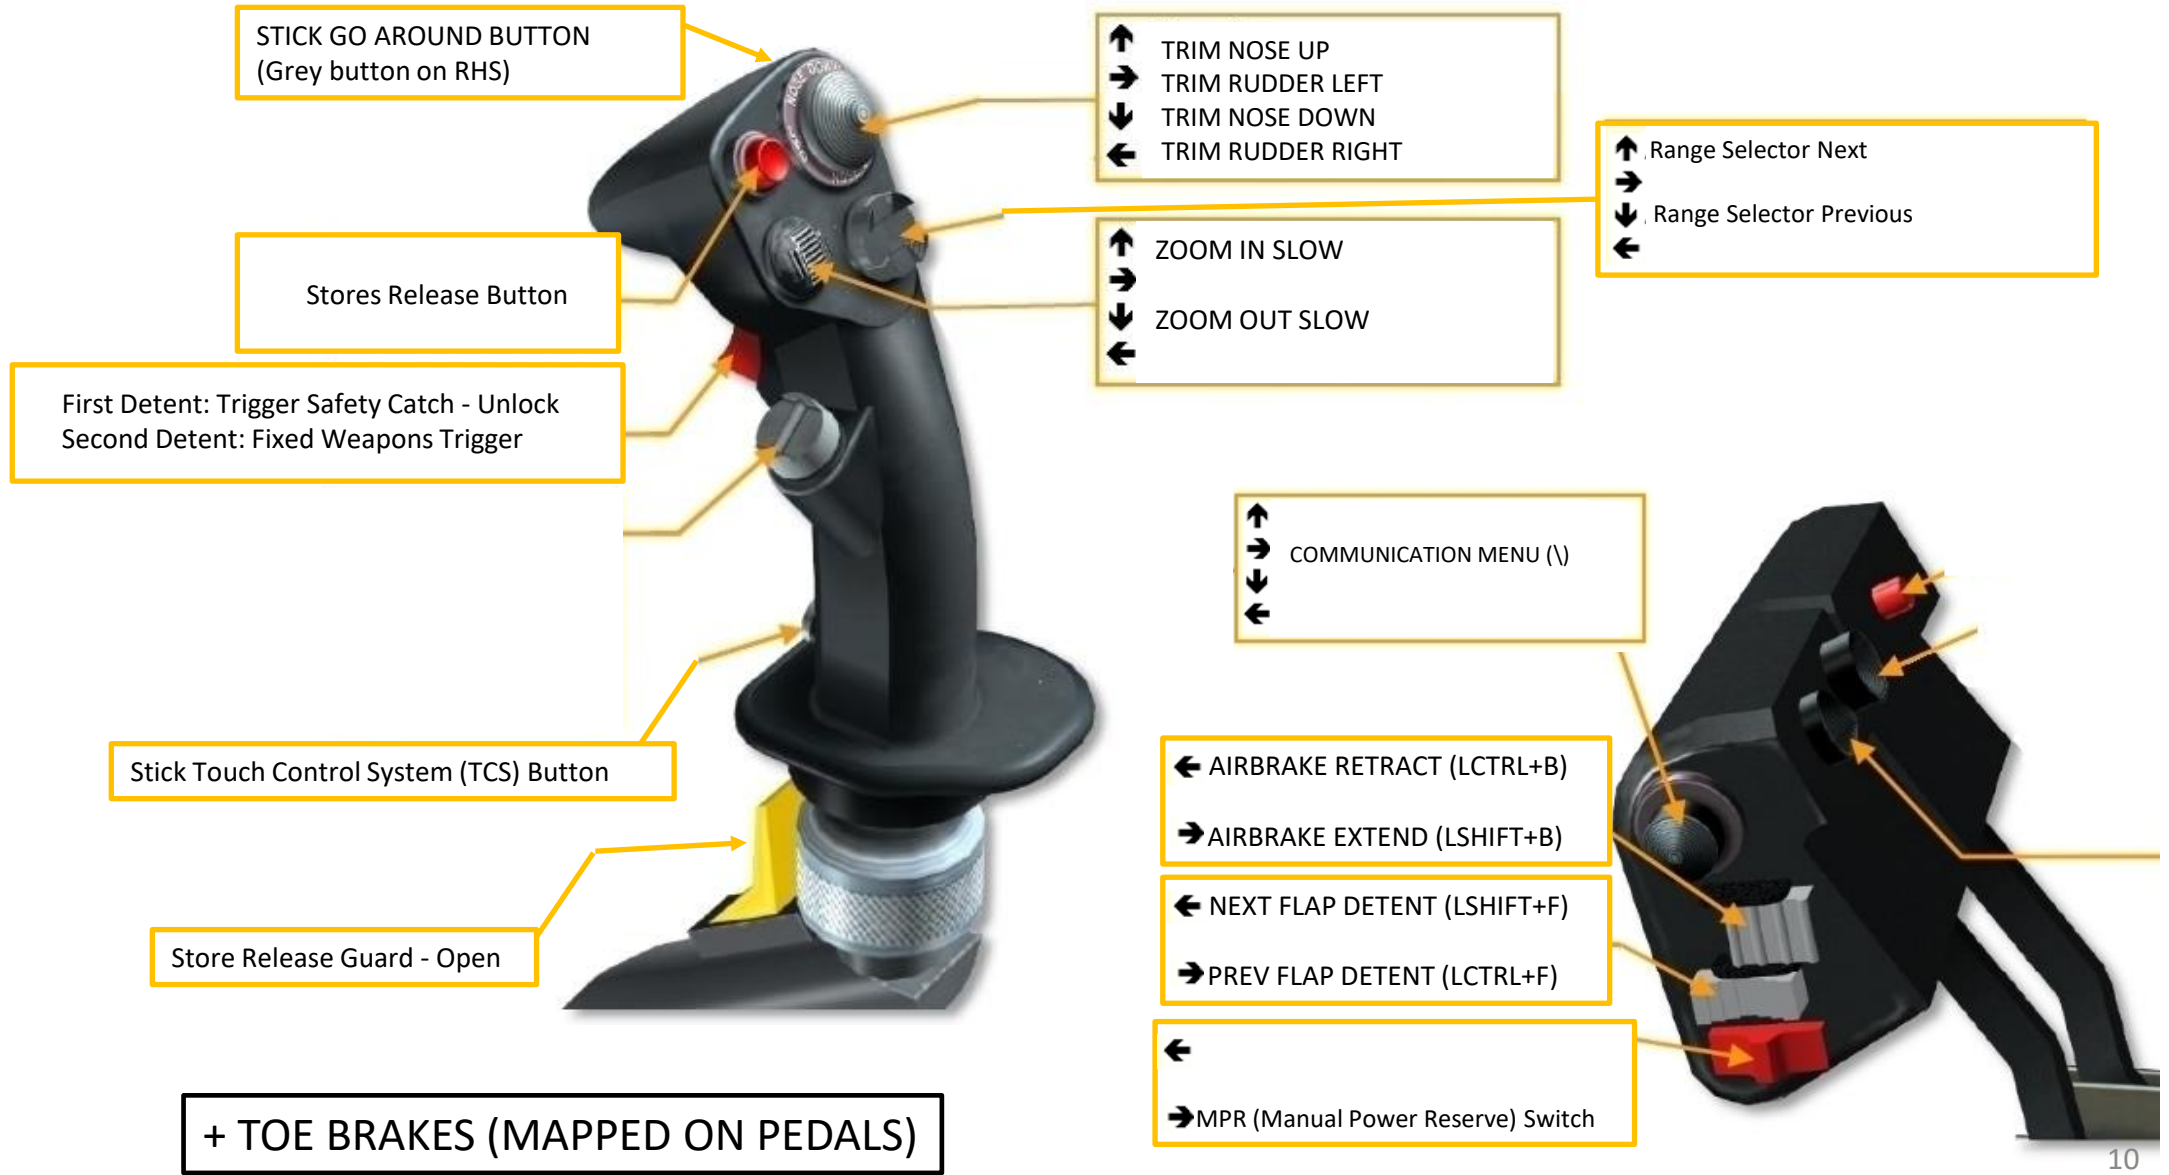 STICK GO AROUND BUTTON
(Grey button on RHS)
↑ TRIM NOSE UP
→ TRIM RUDDER LEFT
↓ TRIM NOSE DOWN
← TRIM RUDDER RIGHT
↑ Range Selector Next
→
↓ Range Selector Previous
←
↑ ZOOM IN SLOW
→
↓ ZOOM OUT SLOW
←
Stores Release Button
First Detent: Trigger Safety Catch - Unlock
Second Detent: Fixed Weapons Trigger
↑
→ COMMUNICATION MENU (\)
↓
←
Stick Touch Control System (TCS) Button
← AIRBRAKE RETRACT (LCTRL+B)
→ AIRBRAKE EXTEND (LSHIFT+B)
← NEXT FLAP DETENT (LSHIFT+F)
→ PREV FLAP DETENT (LCTRL+F)
Store Release Guard - Open
←
→ MPR (Manual Power Reserve) Switch
+ TOE BRAKES (MAPPED ON PEDALS)
10
NOSE DOWN